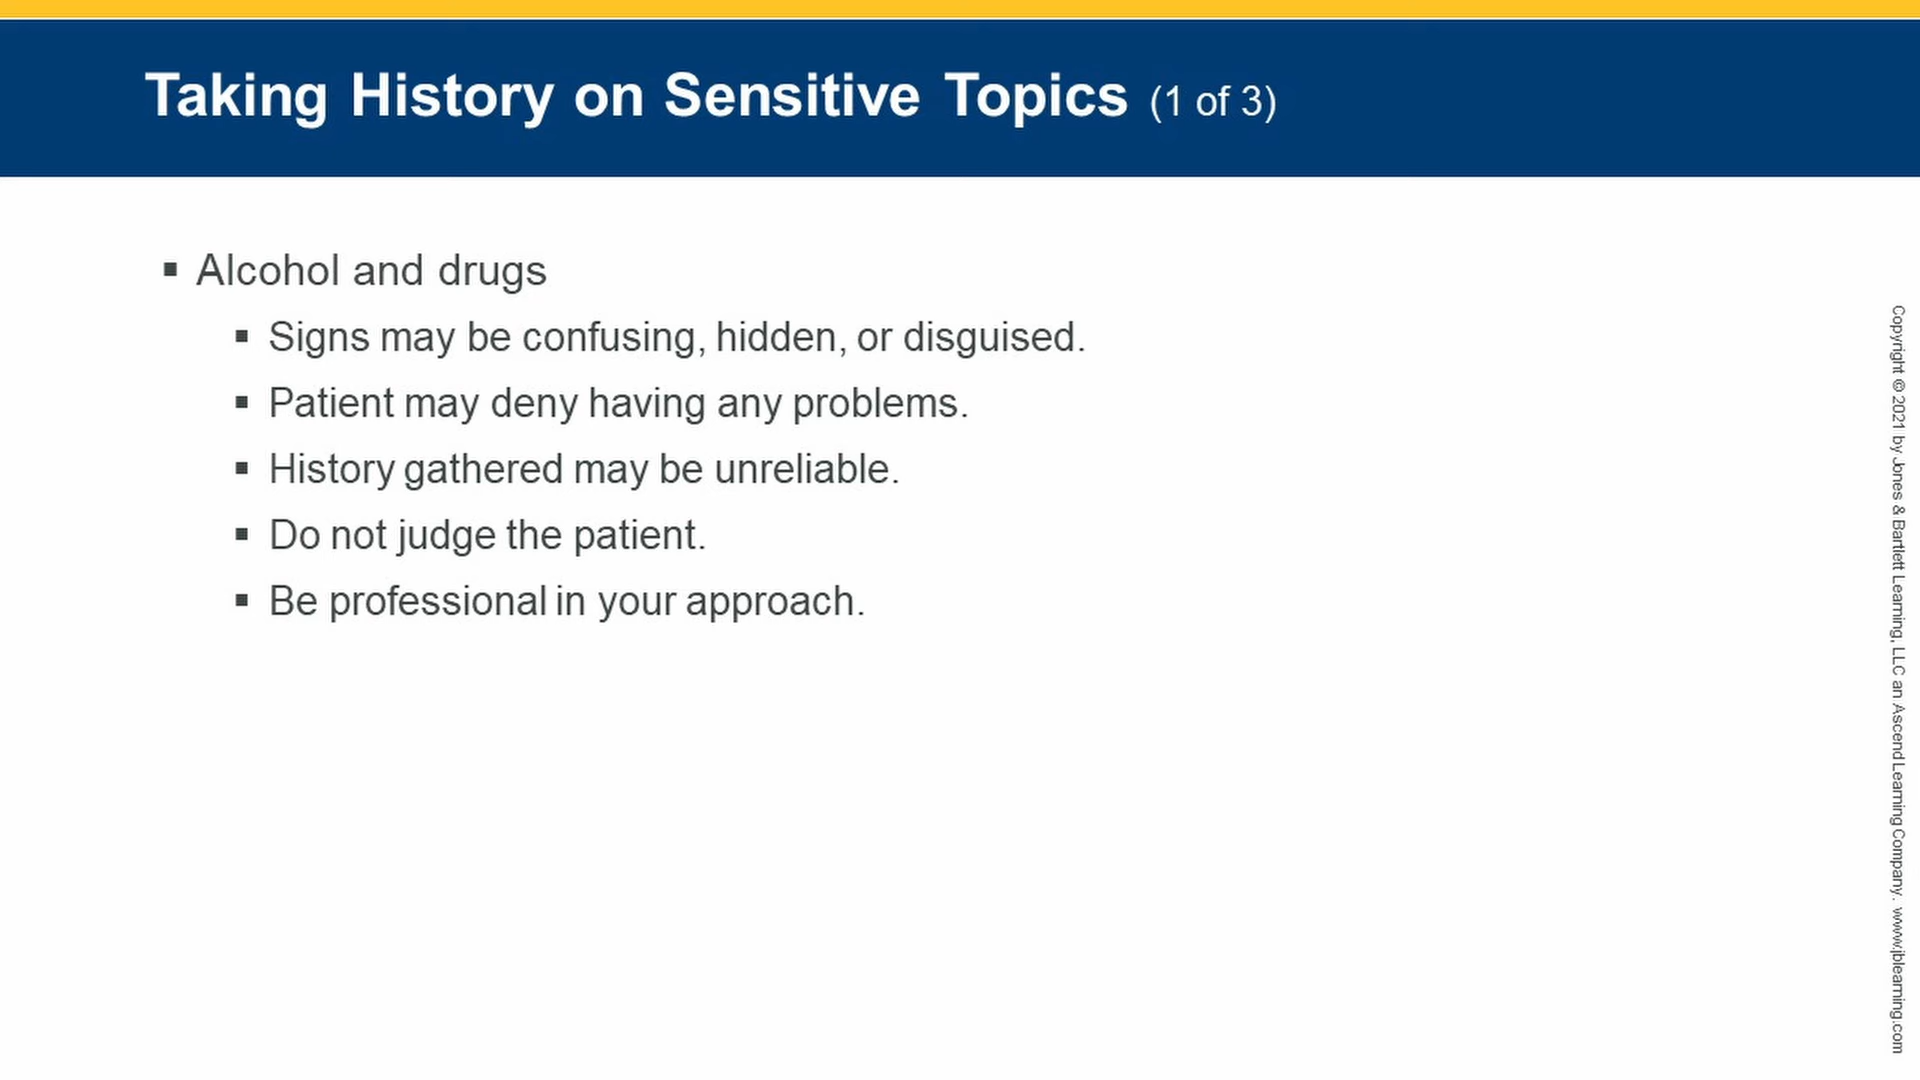 Taking History on Sensitive Topics (1 of 3)
▪ Alcohol and drugs
▪ Signs may be confusing, hidden, or disguised.
▪ Patient may deny having any problems.
▪ History gathered may be unreliable.
▪ Do not judge the patient.
▪ Be professional in your approach.
Copyright © 2021 by Jones & Bartlett Learning, LLC an Ascend Learning Company. www.jblearning.com